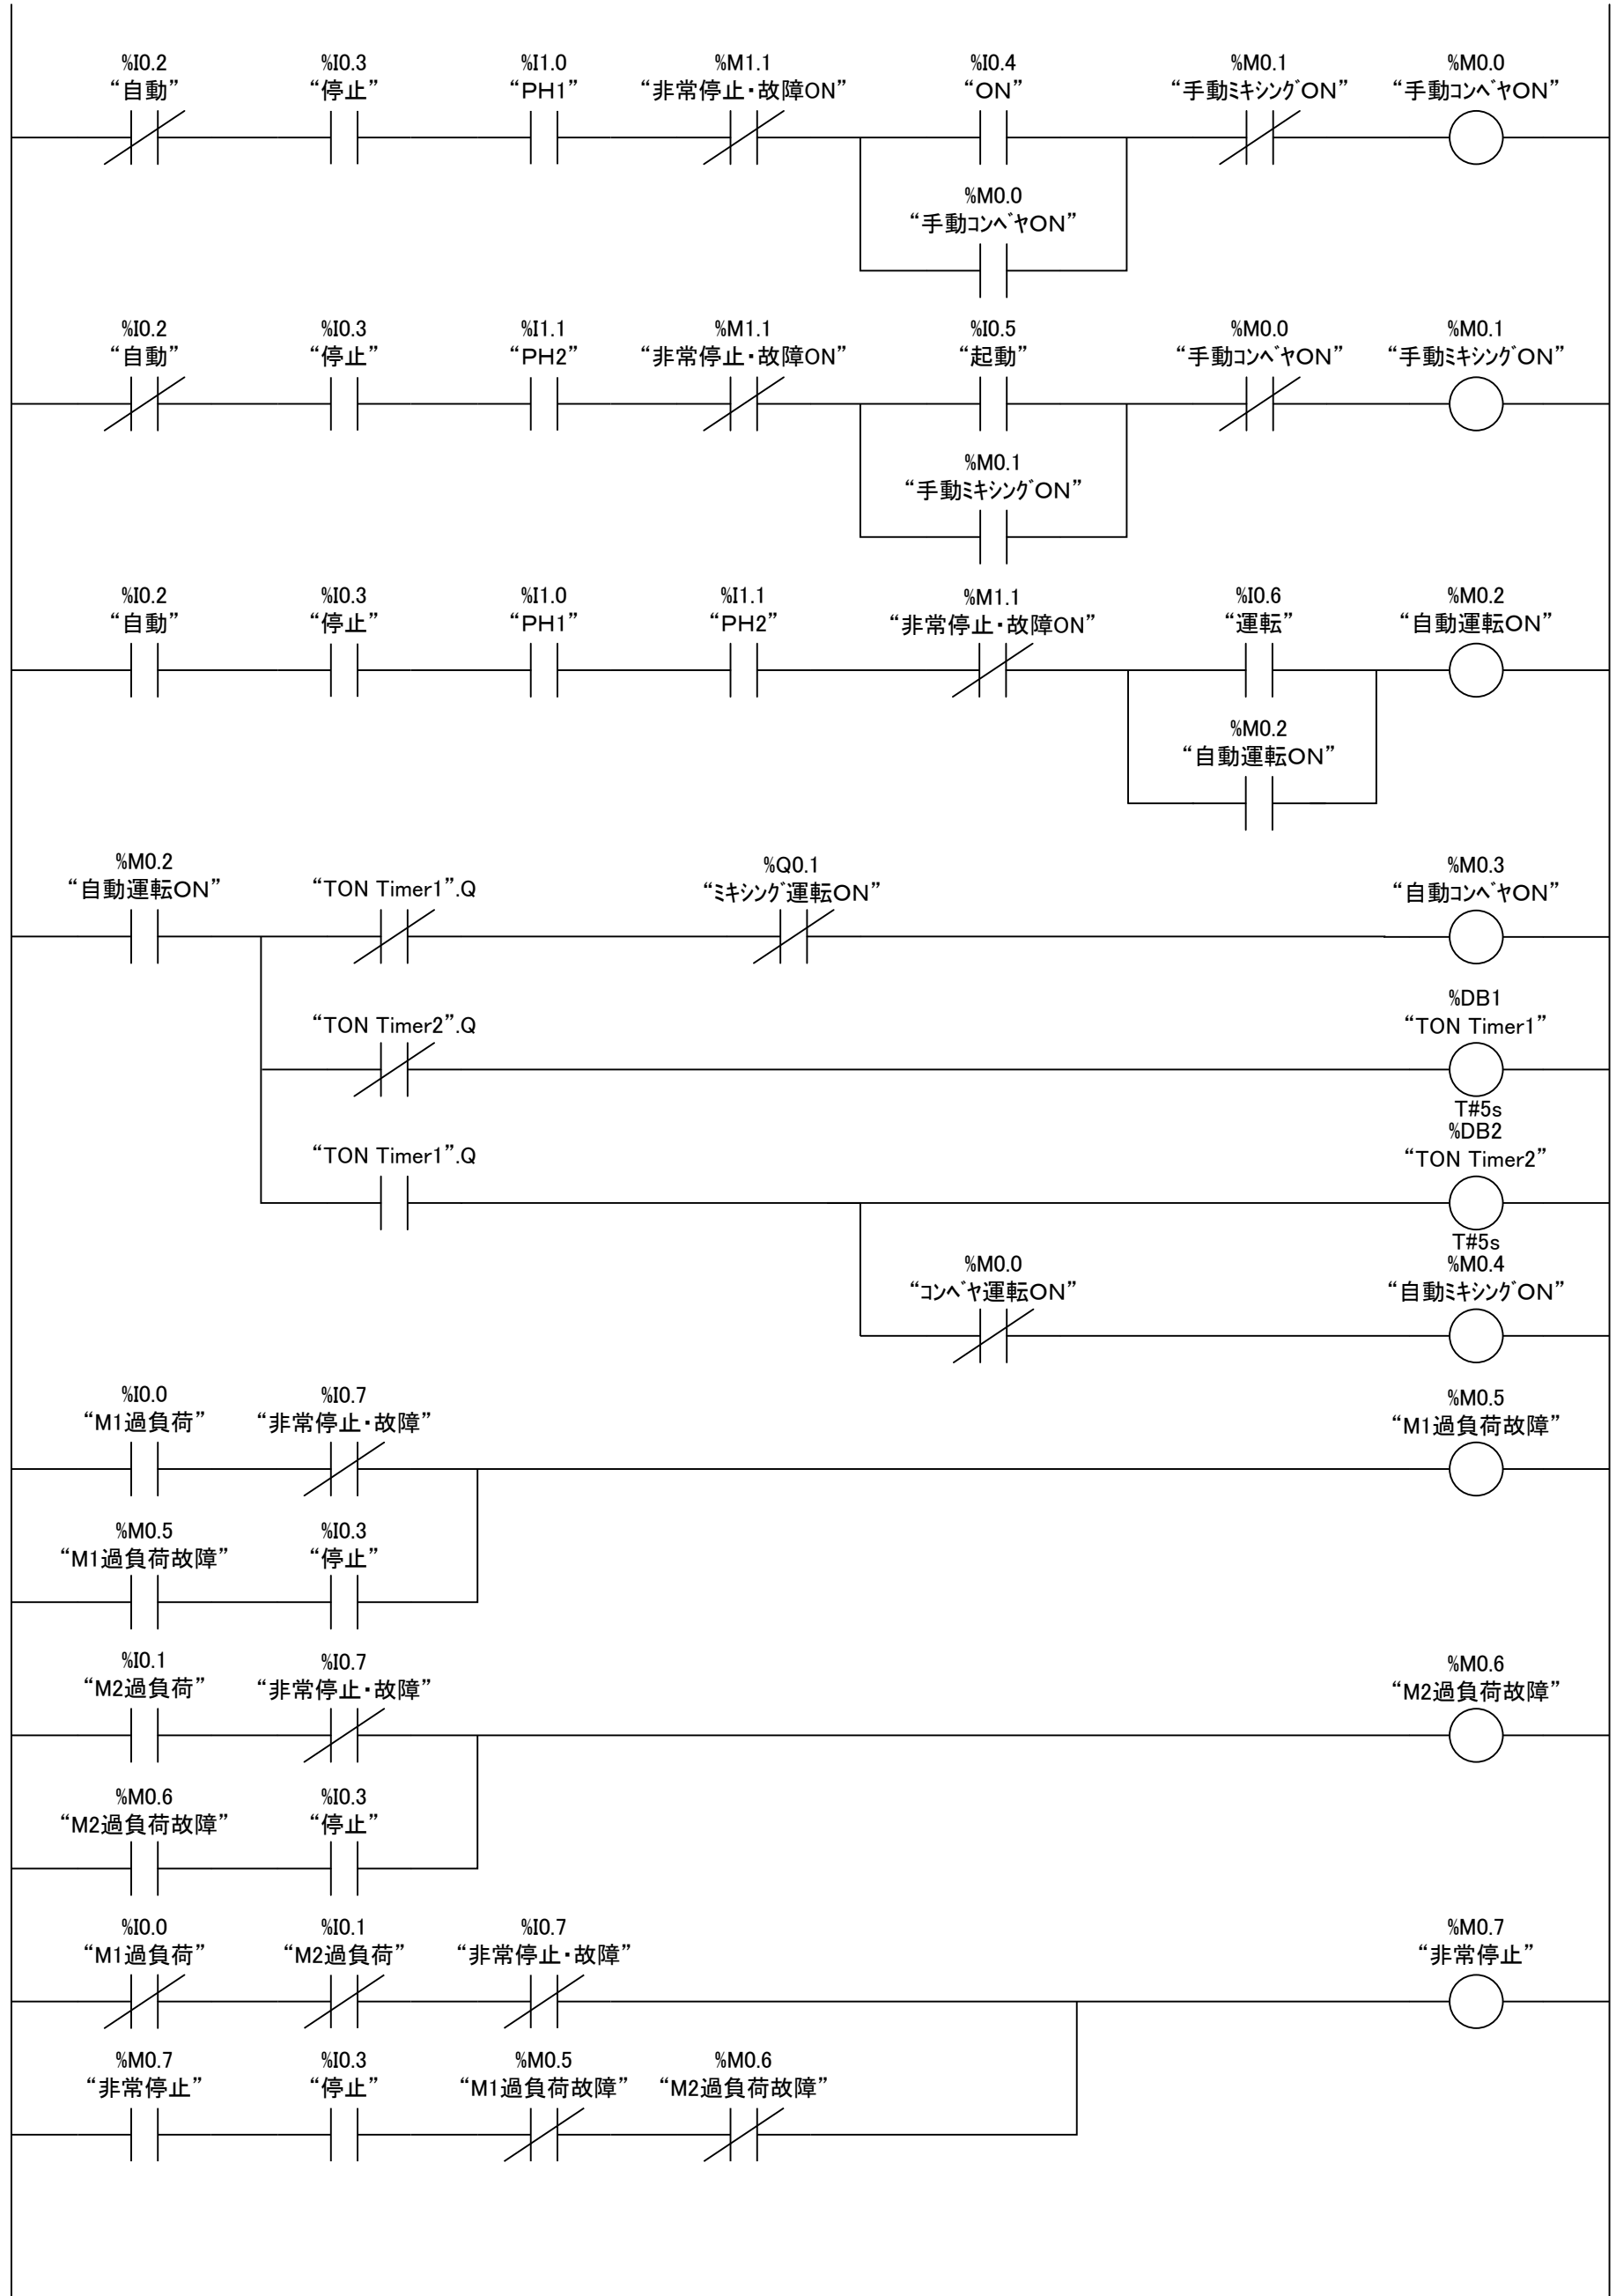 %I0.2 %I0.3 %I1.0 %M1.1 %I0.4 %M0.1 %M0.0
“自動” “停止” “PH1” “非常停止・故障ON” “ON” “手動ミキシングON” “手動コンベヤON”
%M0.0
“手動コンベヤON”
%I0.2 %I0.3 %I1.1 %M1.1 %I0.5 %M0.0 %M0.1
“自動” “停止” “PH2” “非常停止・故障ON” “起動” “手動コンベヤON” “手動ミキシングON”
%M0.1
“手動ミキシングON”
%I0.2 %I0.3 %I1.0 %I1.1 %M1.1 %I0.6 %M0.2
“自動” “停止” “PH1” “PH2” “非常停止・故障ON” “運転” “自動運転ON”
%M0.2
“自動運転ON”
%M0.2 %Q0.1 %M0.3
“自動運転ON” “TON Timer1”.Q “ミキシング運転ON” “自動コンベヤON”
%DB1
“TON Timer2”.Q “TON Timer1”
T#5s
%DB2
“TON Timer1”.Q “TON Timer2”
T#5s
%M0.0 %M0.4
“コンベヤ運転ON” “自動ミキシングON”
%I0.0 %I0.7 %M0.5
“M1過負荷” “非常停止・故障” “M1過負荷故障”
%M0.5 %I0.3
“M1過負荷故障” “停止”
%I0.1 %I0.7 %M0.6
“M2過負荷” “非常停止・故障” “M2過負荷故障”
%M0.6 %I0.3
“M2過負荷故障” “停止”
%I0.0 %I0.1 %I0.7 %M0.7
“M1過負荷” “M2過負荷” “非常停止・故障” “非常停止”
%M0.7 %I0.3 %M0.5 %M0.6
“非常停止” “停止” “M1過負荷故障” “M2過負荷故障”